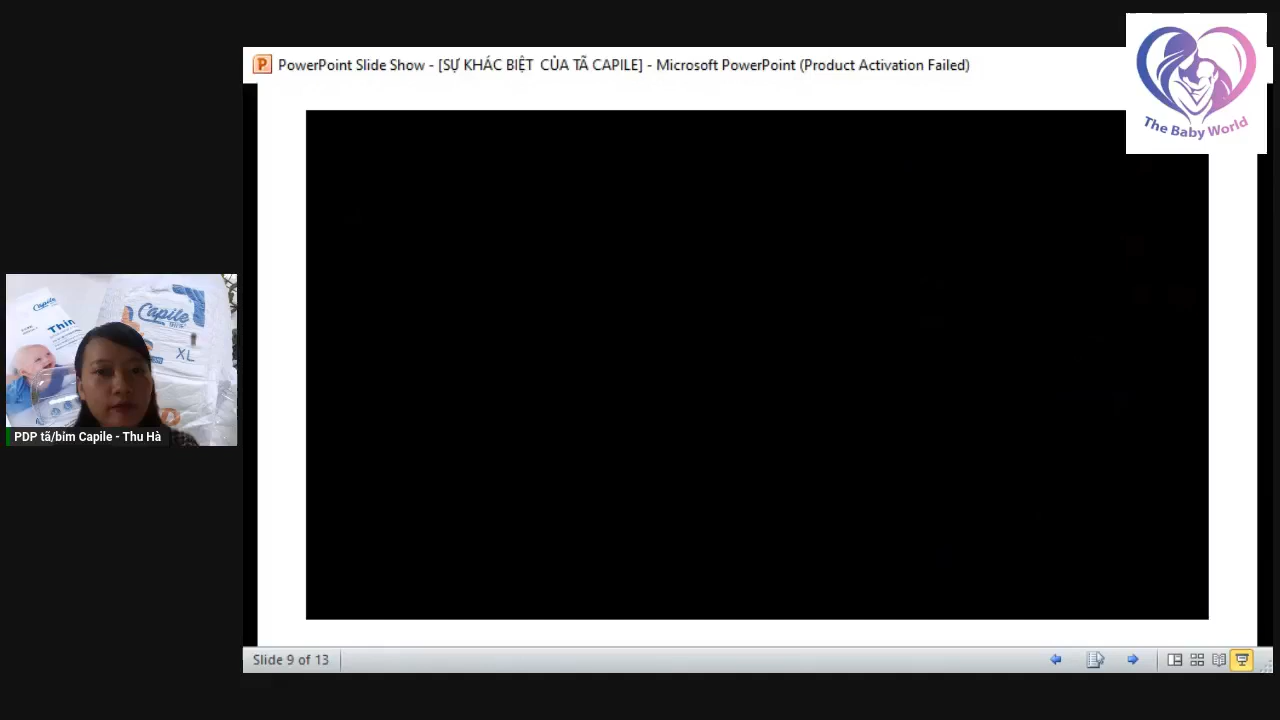 PowerPoint Slide Show - [SỰ KHÁC BIỆT  CỦA TÃ CAPILE] - Microsoft PowerPoint (Product Activation Failed)
The Baby World
Capile
Thin
Capile
XL
PDP tã/bỉm Capile - Thu Hà
Slide 9 of 13